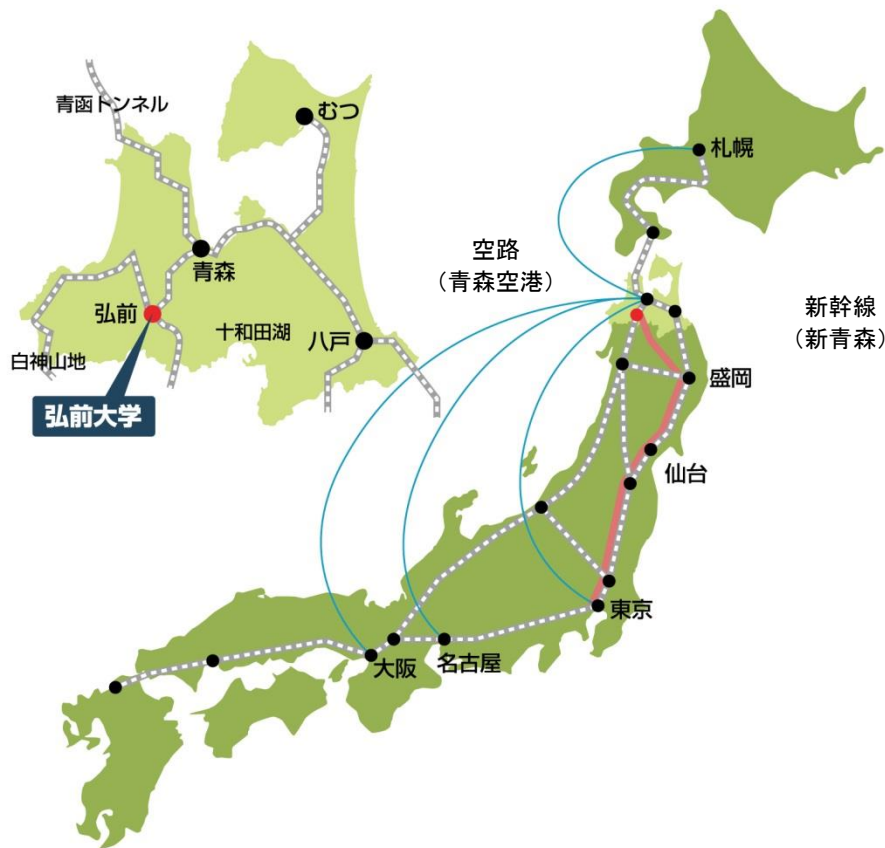 青函トンネル
むつ
青森
弘前
十和田湖
八戸
白神山地
弘前大学
札幌
空路
（青森空港）
新幹線
（新青森）
盛岡
仙台
東京
大阪
名古屋